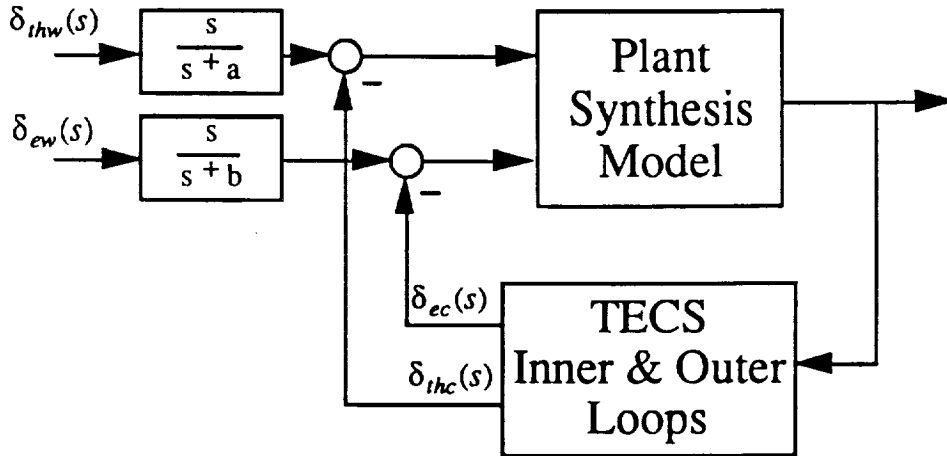 δthw(s)
s
s + a
δew(s)
s
s + b
−
−
Plant
Synthesis
Model
δec(s)
δthc(s)
TECS
Inner & Outer
Loops